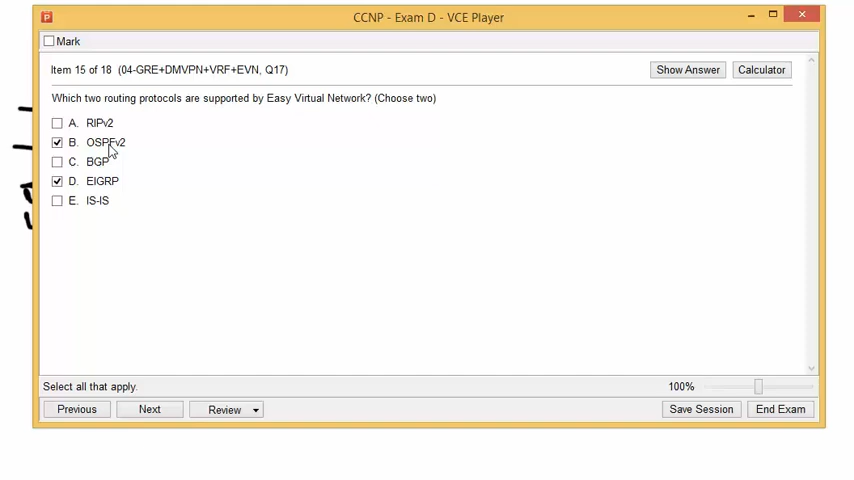 CCNP - Exam D - VCE Player
Mark
Item 15 of 18 (04-GRE+DMVPN+VRF+EVN, Q17)
Show Answer
Calculator
Which two routing protocols are supported by Easy Virtual Network? (Choose two)
A. RIPv2
B. OSPFv2
C. BGP
D. EIGRP
E. IS-IS
Select all that apply.
100%
Previous
Next
Review
Save Session
End Exam